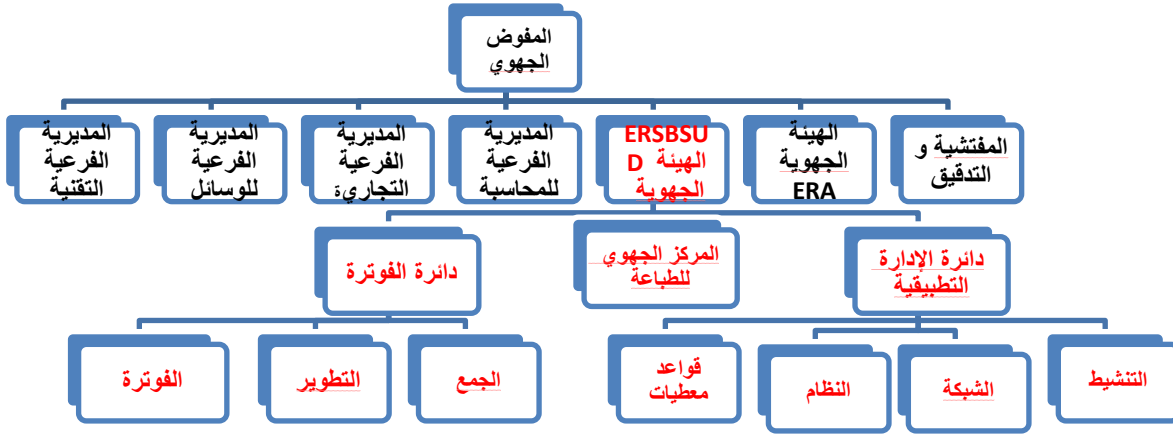 المفوض
الجهوي
المفتشية و
التدقيق
الهيئة
الجهوية
ERA
ERSBSU
D الهيئة
الجهوية
المديرية
الفرعية
للمحاسبة
المديرية
الفرعية
التجارية
المديرية
الفرعية
للوسائل
المديرية
الفرعية
التقنية
دائرة الإدارة
التطبيقية
المركز الجهوي
للطباعة
دائرة الفوترة
التنشيط
الشبكة
النظام
قواعد
معطيات
الجمع
التطوير
الفوترة